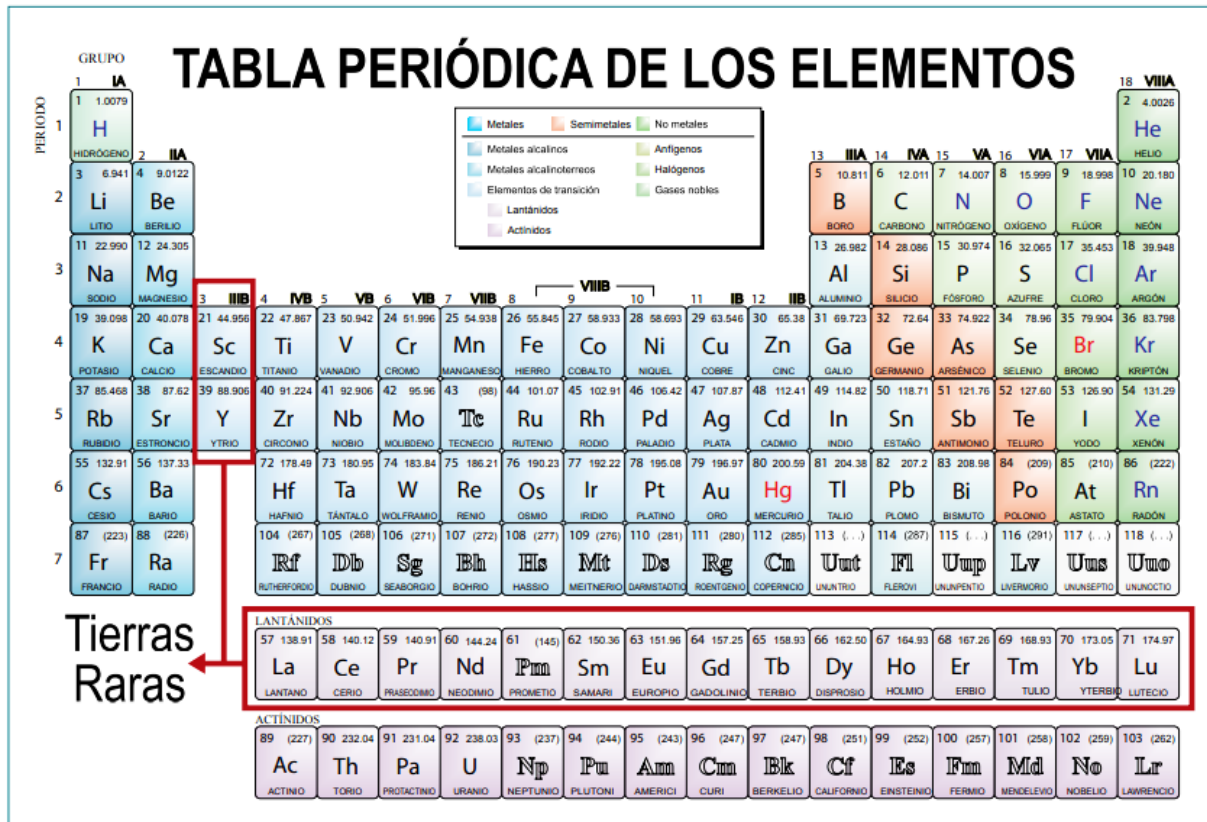 TABLA PERIÓDICA DE LOS ELEMENTOS
GRUPO
PERIODO
1 IA
18 VIIIA
Metales Semimetales No metales
Metales alcalinos Anfígenos
Metales alcalinoterreos Halógenos
Elementos de transición Gases nobles
Lantánidos
Actínidos
1
1 1.0079 2 4.0026
H He
HIDRÓGENO HELIO
2 IIA 13 IIIA 14 IVA 15 VA 16 VIA 17 VIIA
2
3 6.941 4 9.0122 5 10.811 6 12.011 7 14.007 8 15.999 9 18.998 10 20.180
Li Be B C N O F Ne
LITIO BERILIO BORO CARBONO NITRÓGENO OXÍGENO FLÚOR NEÓN
3
11 22.990 12 24.305 13 26.982 14 28.086 15 30.974 16 32.065 17 35.453 18 39.948
Na Mg Al Si P S Cl Ar
SODIO MAGNESIO ALUMINIO SILICIO FÓSFORO AZUFRE CLORO ARGÓN
3 IIIB 4 IVB 5 VB 6 VIB 7 VIIB 8 9 VIIIB 10 11 IB 12 IIB
4
19 39.098 20 40.078 21 44.956 22 47.867 23 50.942 24 51.996 25 54.938 26 55.845 27 58.933 28 58.693 29 63.546 30 65.38 31 69.723 32 72.64 33 74.922 34 78.96 35 79.904 36 83.798
K Ca Sc Ti V Cr Mn Fe Co Ni Cu Zn Ga Ge As Se Br Kr
POTASIO CALCIO ESCANDIO TITANIO VANADIO CROMO MANGANESO HIERRO COBALTO NIQUEL COBRE CINC GALIO GERMANIO ARSÉNICO SELENIO BROMO KRIPTÓN
5
37 85.468 38 87.62 39 88.906 40 91.224 41 92.906 42 95.96 43 (98) 44 101.07 45 102.91 46 106.42 47 107.87 48 112.41 49 114.82 50 118.71 51 121.76 52 127.60 53 126.90 54 131.29
Rb Sr Y Zr Nb Mo Tc Ru Rh Pd Ag Cd In Sn Sb Te I Xe
RUBIDIO ESTRONCIO YTRIO CIRCONIO NIOBIO MOLIBDENO TECNECIO RUTENIO RODIO PALADIO PLATA CADMIO INDIO ESTAÑO ANTIMONIO TELURO YODO XENÓN
6
55 132.91 56 137.33 72 178.49 73 180.95 74 183.84 75 186.21 76 190.23 77 192.22 78 195.08 79 196.97 80 200.59 81 204.38 82 207.2 83 208.98 84 (209) 85 (210) 86 (222)
Cs Ba Hf Ta W Re Os Ir Pt Au Hg Tl Pb Bi Po At Rn
CESIO BARIO HAFNIO TÁNTALO WOLFRAMIO RENIO OSMIO IRIDIO PLATINO ORO MERCURIO TALIO PLOMO BISMUTO POLONIO ASTATO RADÓN
7
87 (223) 88 (226) 104 (267) 105 (268) 106 (271) 107 (272) 108 (277) 109 (276) 110 (281) 111 (280) 112 (285) 113 (...) 114 (287) 115 (...) 116 (291) 117 (...) 118 (...)
Fr Ra Rf Db Sg Bh Hs Mt Ds Rg Cn Uut Fl Uup Lv Uus Uuo
FRANCIO RADIO RUTHERFORDIO DUBNIO SEABORGIO BOHRIO HASSIO MEITNERIO DARMSTADTIO ROENTGENIO COPERNICIO UNUNTRIO FLEROVI UNUNPENTIO LIVERMORIO UNUNSEPTIO UNUNOCTIO
Tierras
Raras
LANTÁNIDOS
57 138.91 58 140.12 59 140.91 60 144.24 61 (145) 62 150.36 63 151.96 64 157.25 65 158.93 66 162.50 67 164.93 68 167.26 69 168.93 70 173.05 71 174.97
La Ce Pr Nd Pm Sm Eu Gd Tb Dy Ho Er Tm Yb Lu
LANTANO CERIO PRASEODIMIO NEODIMIO PROMETIO SAMARI EUROPIO GADOLINIO TERBIO DISPROSIO HOLMIO ERBIO TULIO YTERBIO LUTECIO
ACTÍNIDOS
89 (227) 90 232.04 91 231.04 92 238.03 93 (237) 94 (244) 95 (243) 96 (247) 97 (247) 98 (251) 99 (252) 100 (257) 101 (258) 102 (259) 103 (262)
Ac Th Pa U Np Pu Am Cm Bk Cf Es Fm Md No Lr
ACTINIO TORIO PROTACTINIO URANIO NEPTUNIO PLUTONI AMERICI CURI BERKELIO CALIFORNIO EINSTEINIO FERMIO MENDELEVIO NOBELIO LAWRENCIO